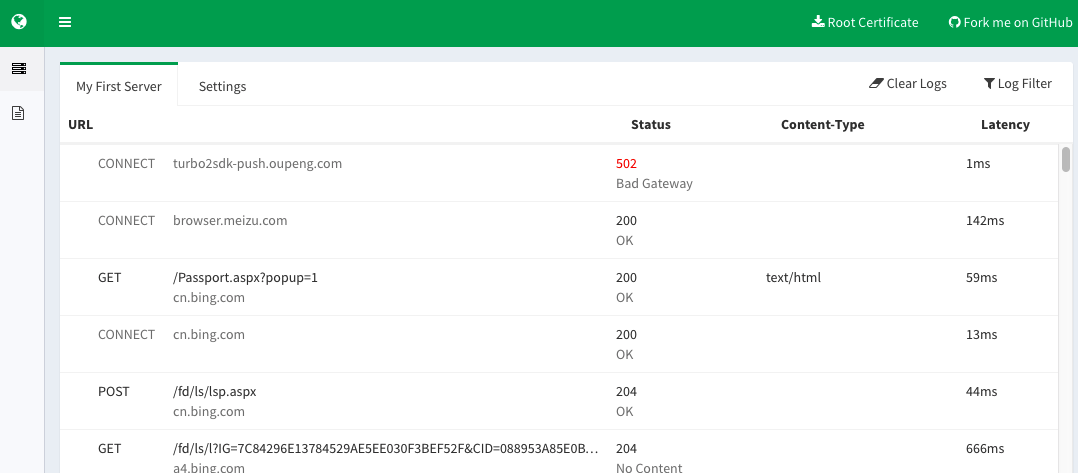 Root Certificate Fork me on GitHub
My First Server Settings Clear Logs Log Filter
URL Status Content-Type Latency
CONNECT turbo2sdk-push.oupeng.com 502 1ms
Bad Gateway
CONNECT browser.meizu.com 200 142ms
OK
GET /Passport.aspx?popup=1 200 text/html 59ms
cn.bing.com OK
CONNECT cn.bing.com 200 13ms
OK
POST /fd/ls/lsp.aspx 204 44ms
cn.bing.com OK
GET /fd/ls/l?IG=7C84296E13784529AE5EE030F3BEF52F&CID=088953A85E0B... 204 666ms
a4.bing.com No Content